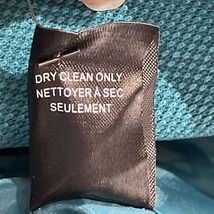 DRY CLEAN ONLY
NETTOYER À SEC
SEULEMENT